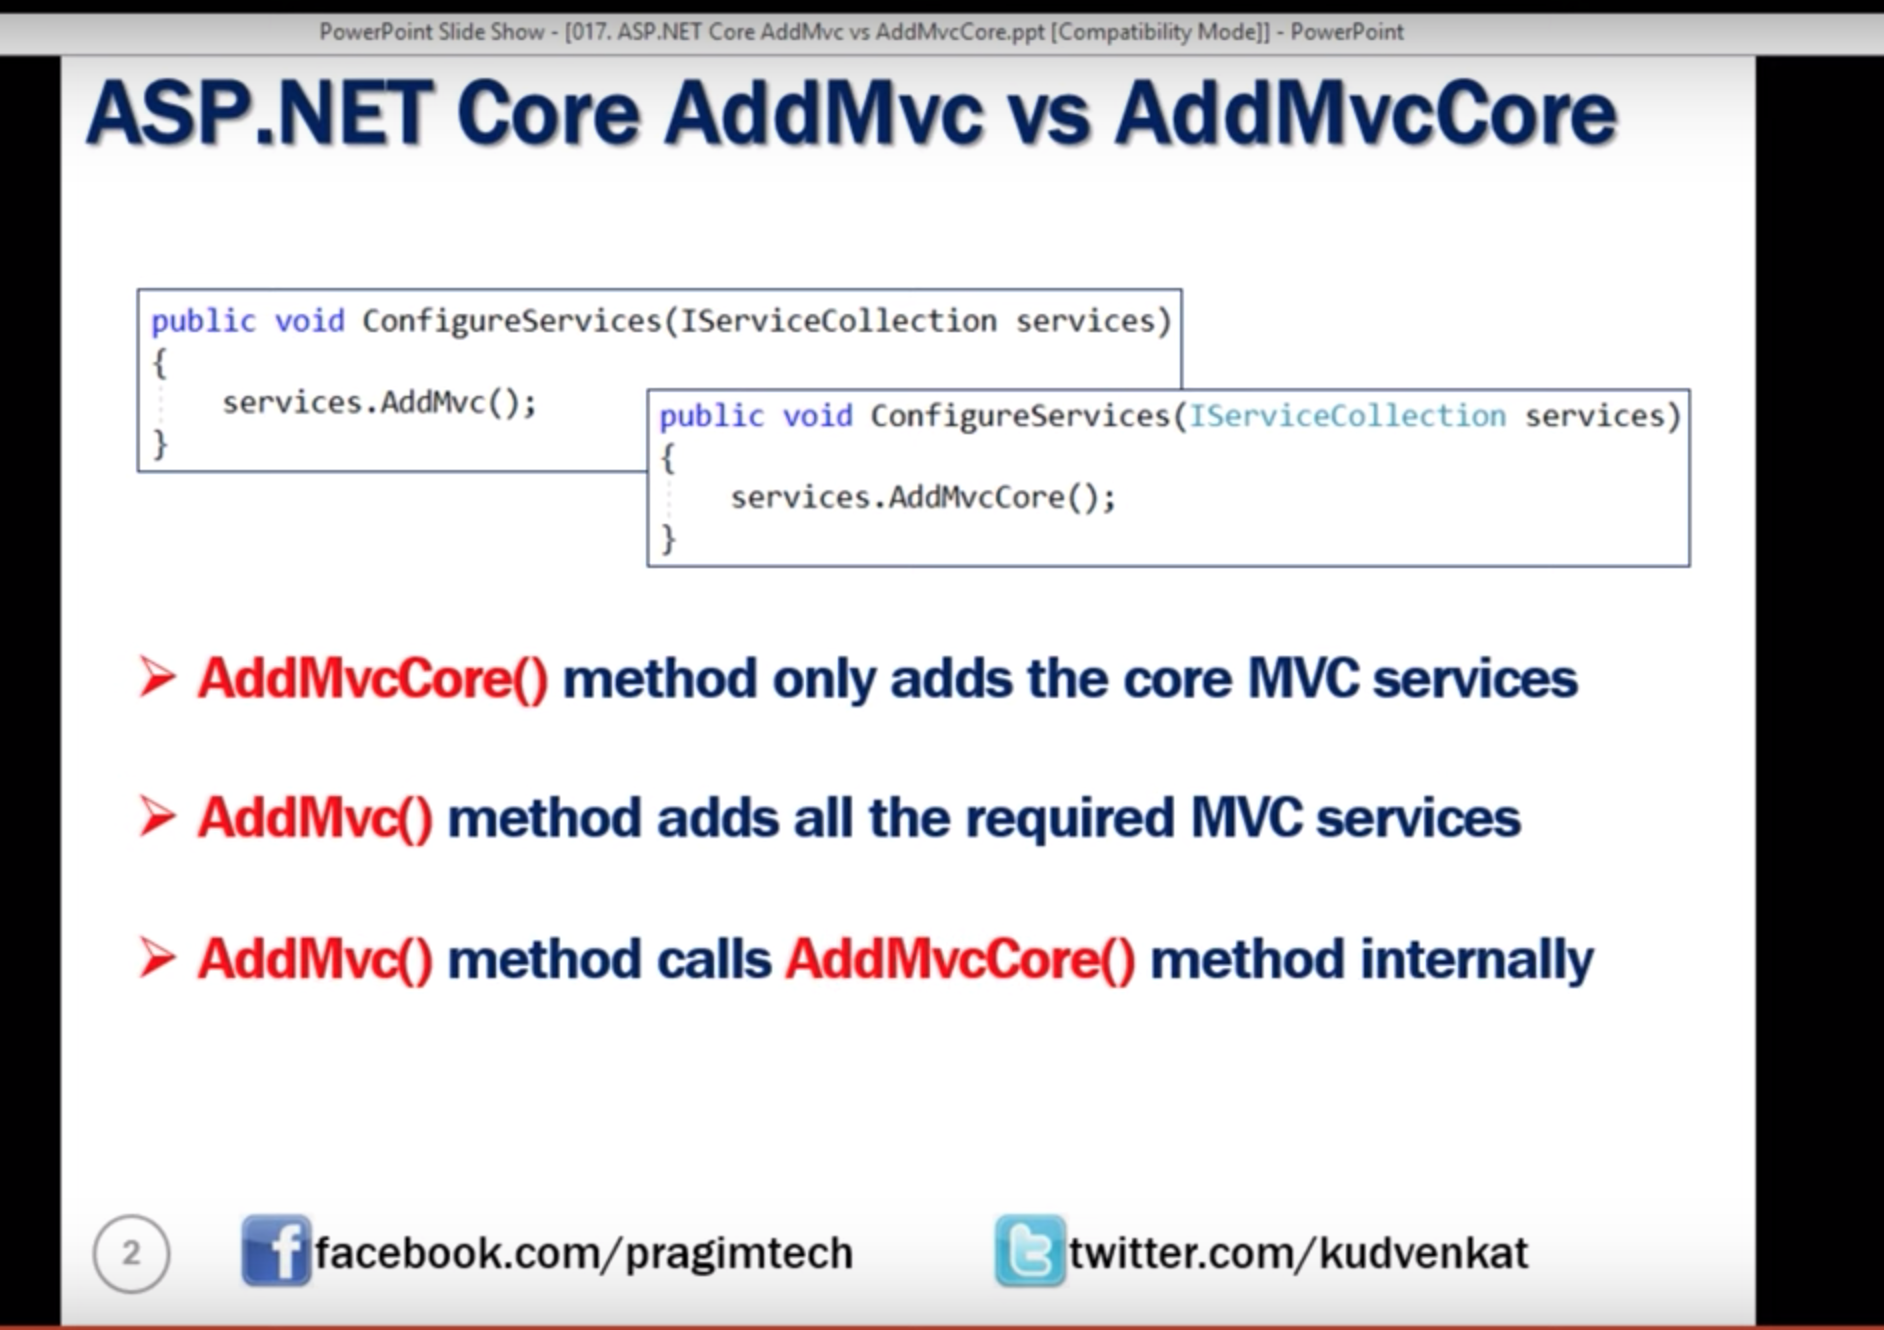 PowerPoint Slide Show - [017. ASP.NET Core AddMvc vs AddMvcCore.ppt [Compatibility Mode]] - PowerPoint
ASP.NET Core AddMvc vs AddMvcCore
public void ConfigureServices(IServiceCollection services)
{
services.AddMvc();
}
public void ConfigureServices(IServiceCollection services)
{
services.AddMvcCore();
}
AddMvcCore() method only adds the core MVC services
AddMvc() method adds all the required MVC services
AddMvc() method calls AddMvcCore() method internally
2
facebook.com/pragimtech
twitter.com/kudvenkat